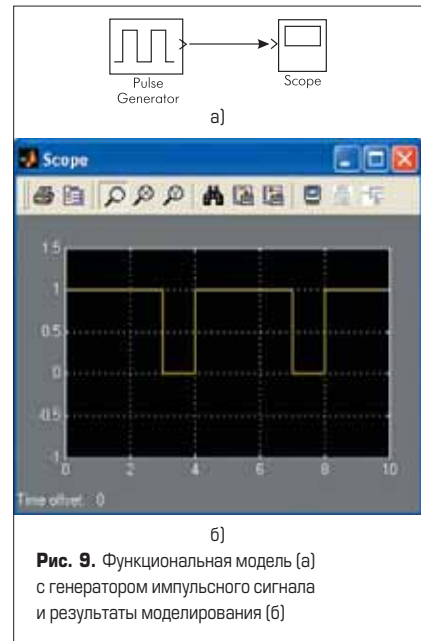 Pulse
Generator
Scope
а)
Scope
1.5
1
0.5
0
-0.5
-1
0 2 4 6 8 10
Time offset: 0
б)
Рис. 9. Функциональная модель (а)
с генератором импульсного сигнала
и результаты моделирования (б)